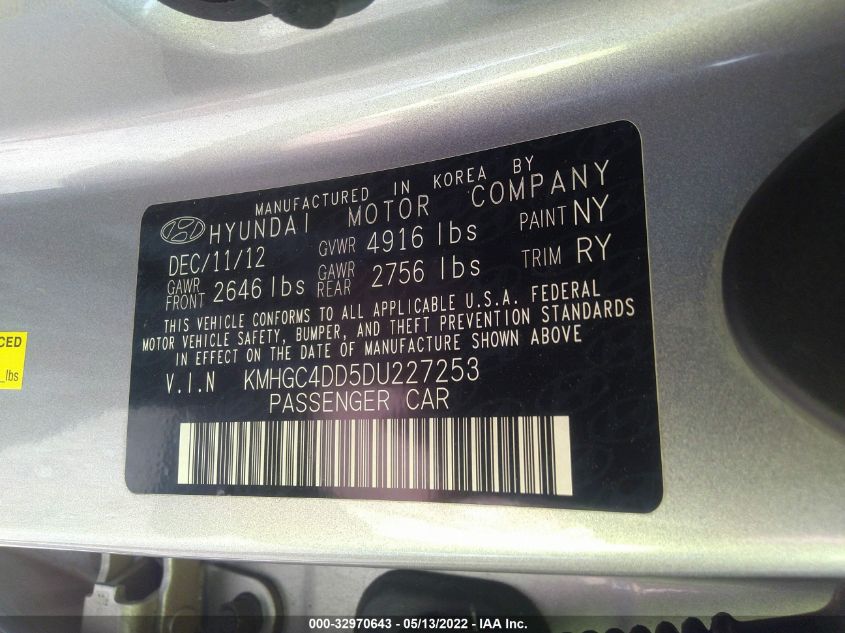 MANUFACTURED IN KOREA BY
HYUNDAI MOTOR COMPANY
DEC/11/12 GVWR 4916 lbs PAINT NY
GAWR FRONT 2646 lbs GAWR REAR 2756 lbs TRIM RY
THIS VEHICLE CONFORMS TO ALL APPLICABLE U.S.A. FEDERAL
MOTOR VEHICLE SAFETY, BUMPER, AND THEFT PREVENTION STANDARDS
IN EFFECT ON THE DATE OF MANUFACTURE SHOWN ABOVE
V.I.N KMHGC4DD5DU227253
PASSENGER CAR
CED
lbs
000-32970643 - 05/13/2022 - IAA Inc.